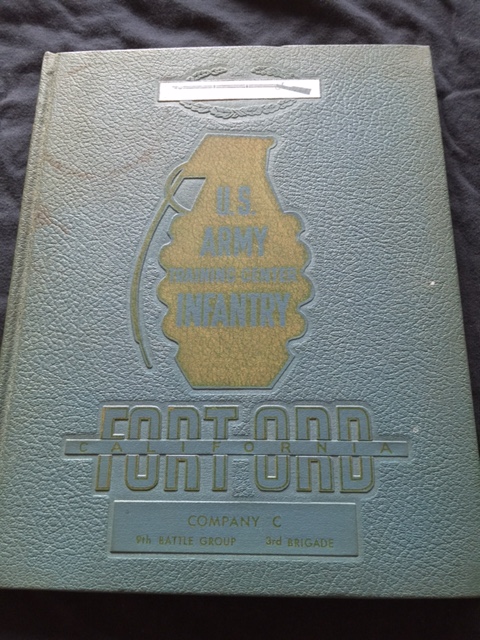 U.S.
ARMY
TRAINING CENTER
INFANTRY
FORT ORD
CALIFORNIA
COMPANY C
9th BATTLE GROUP 3rd BRIGADE